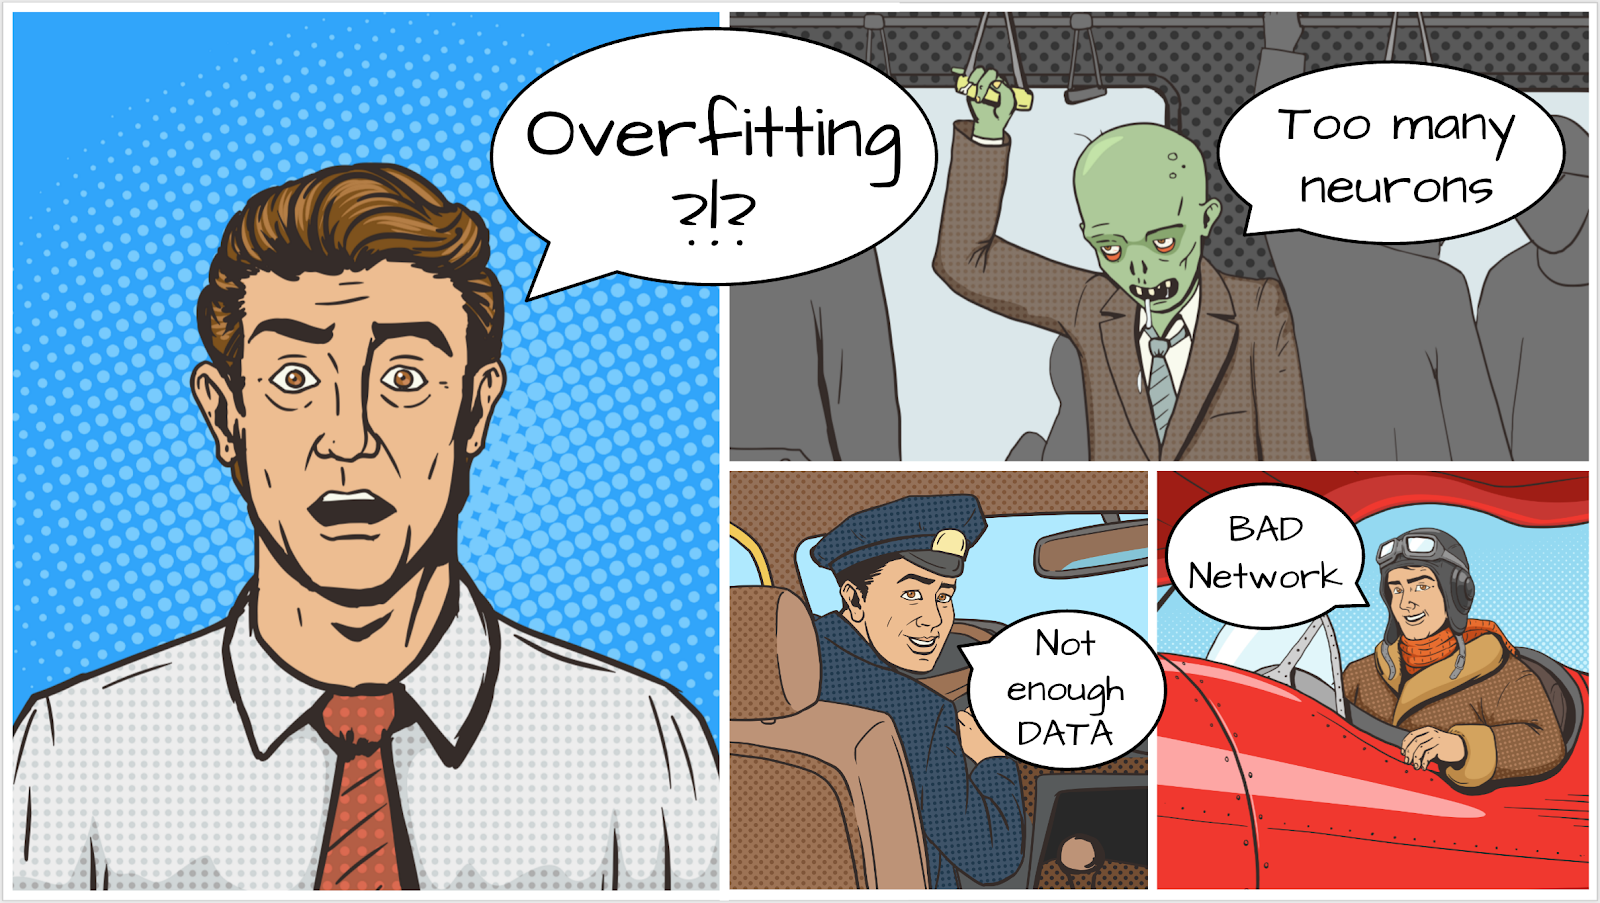 Overfitting
?!?
Too many
neurons
Not
enough
DATA
BAD
Network